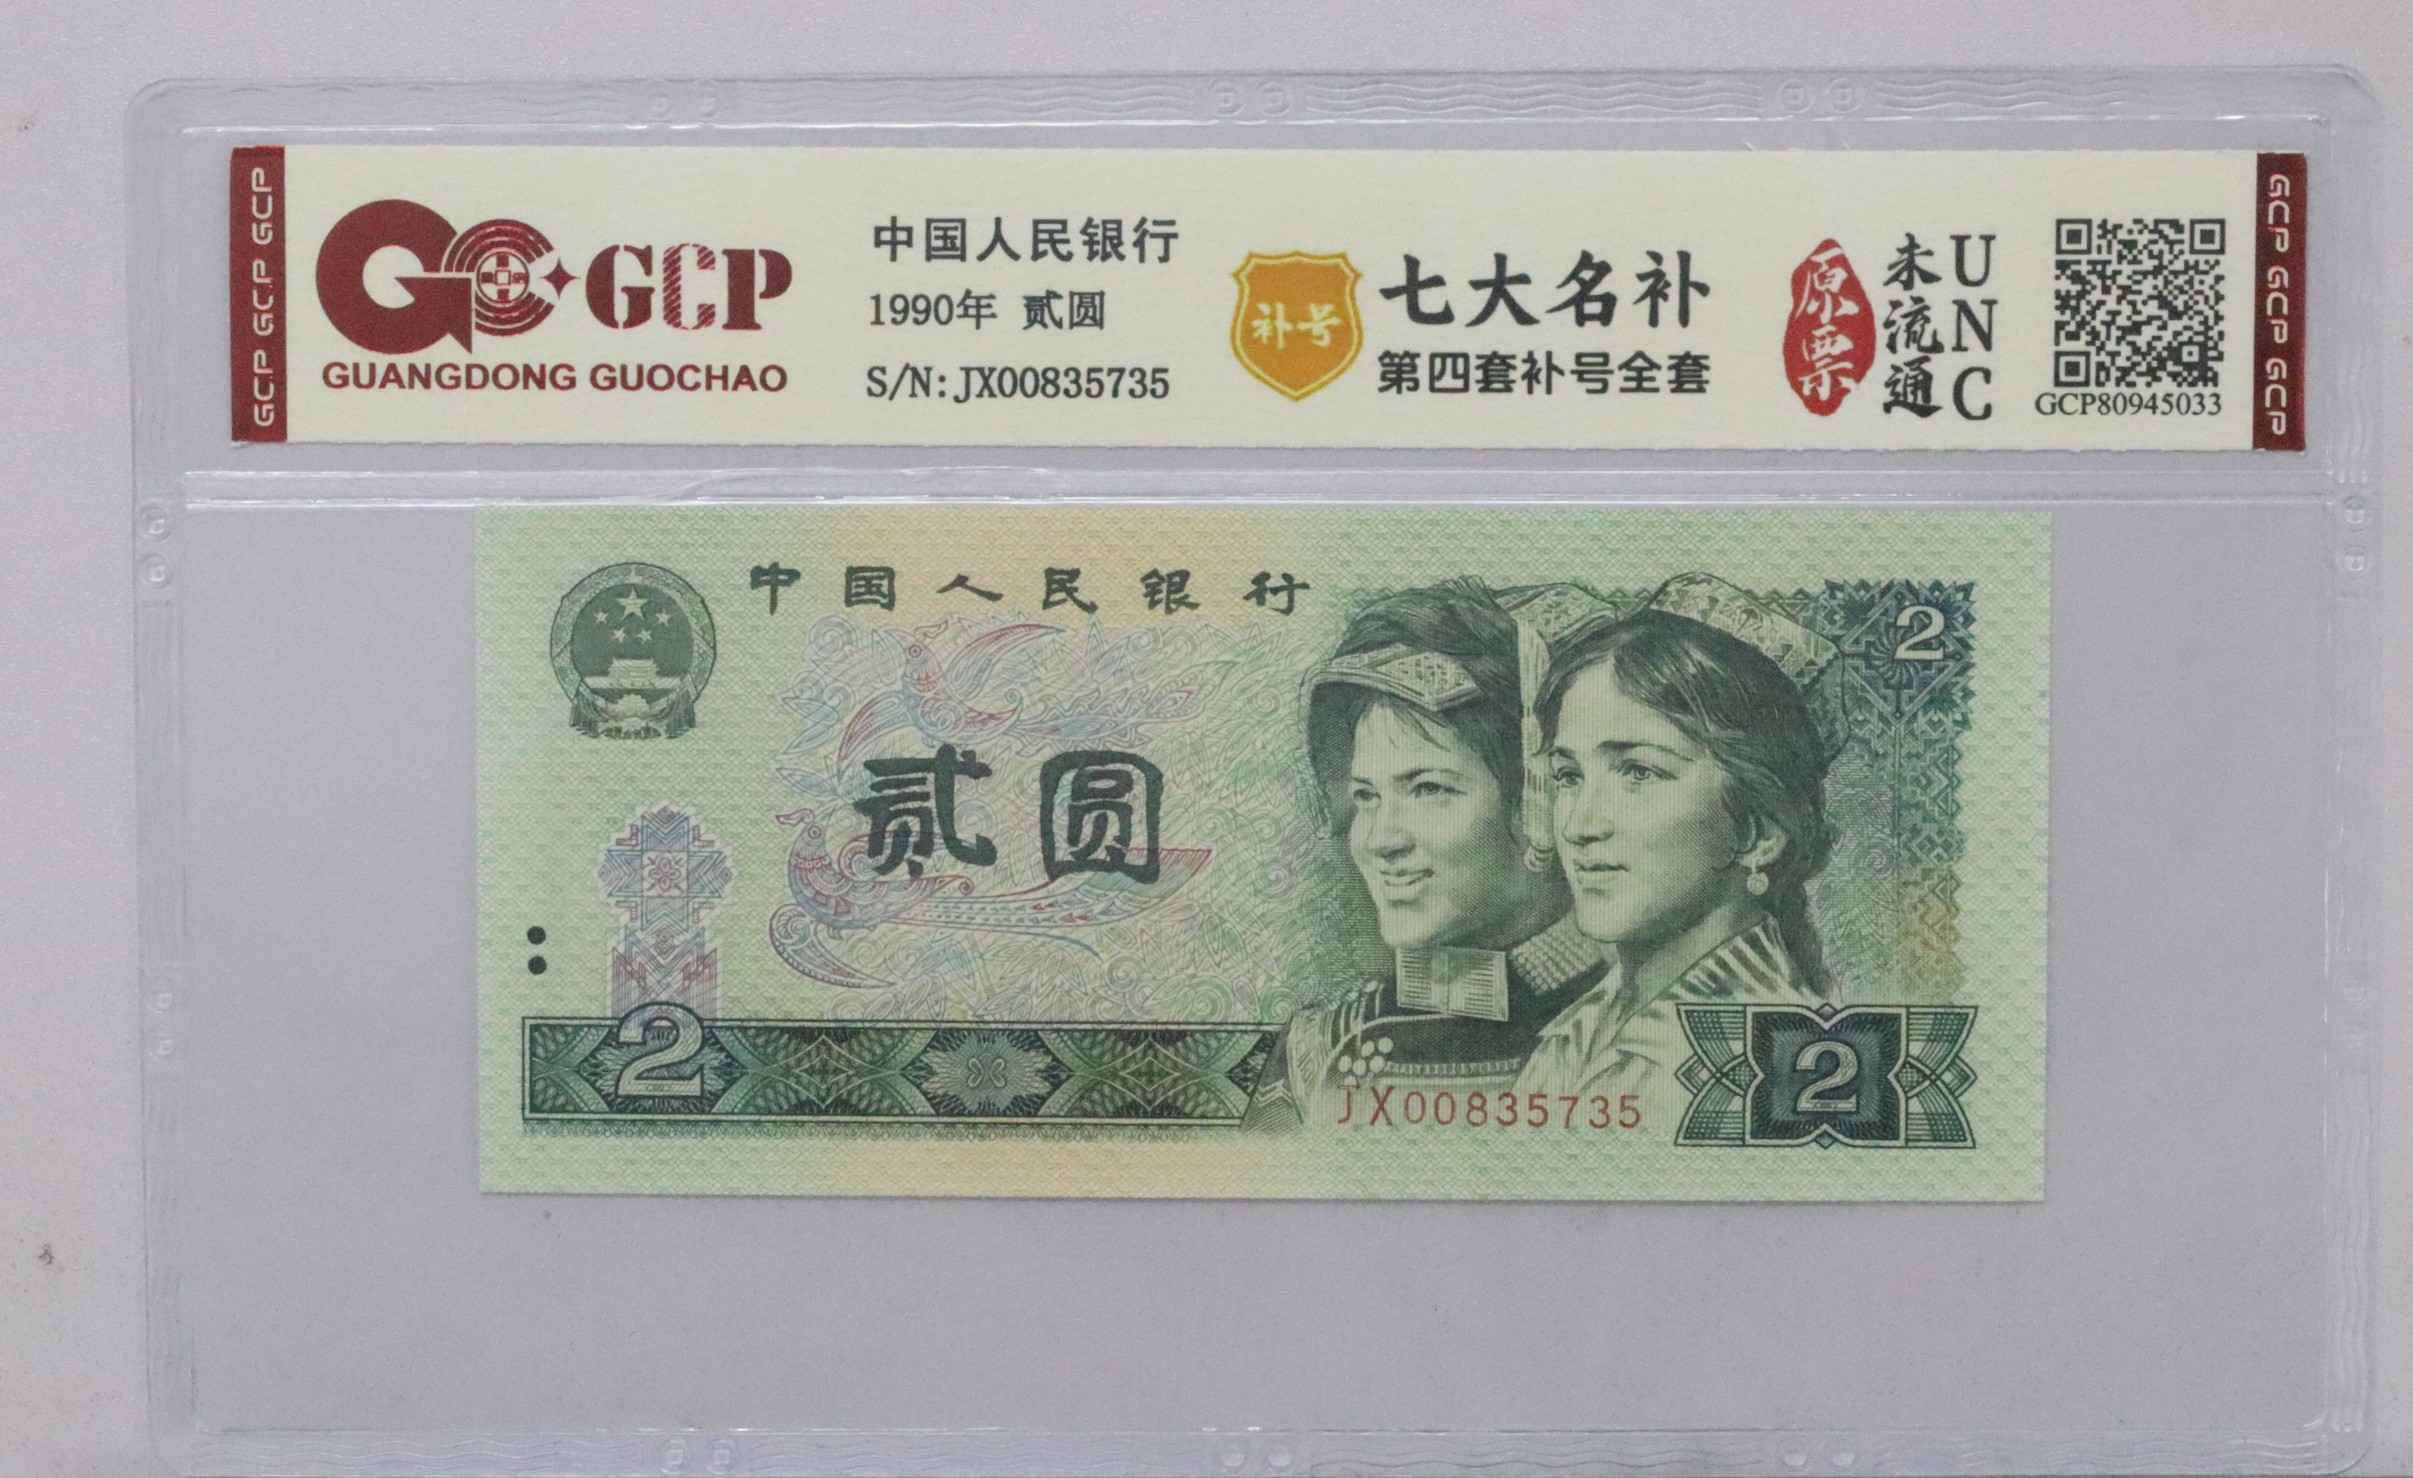 GCP GCP GCP
GCP
GUANGDONG GUOCHAO
中国人民银行
1990年 贰圆
S/N: JX00835735
补号
七大名补
第四套补号全套
原票
未流通
UNC
GCP80945033
GCP GCP GCP
中国人民银行
2
贰圆
2
JX00835735
2